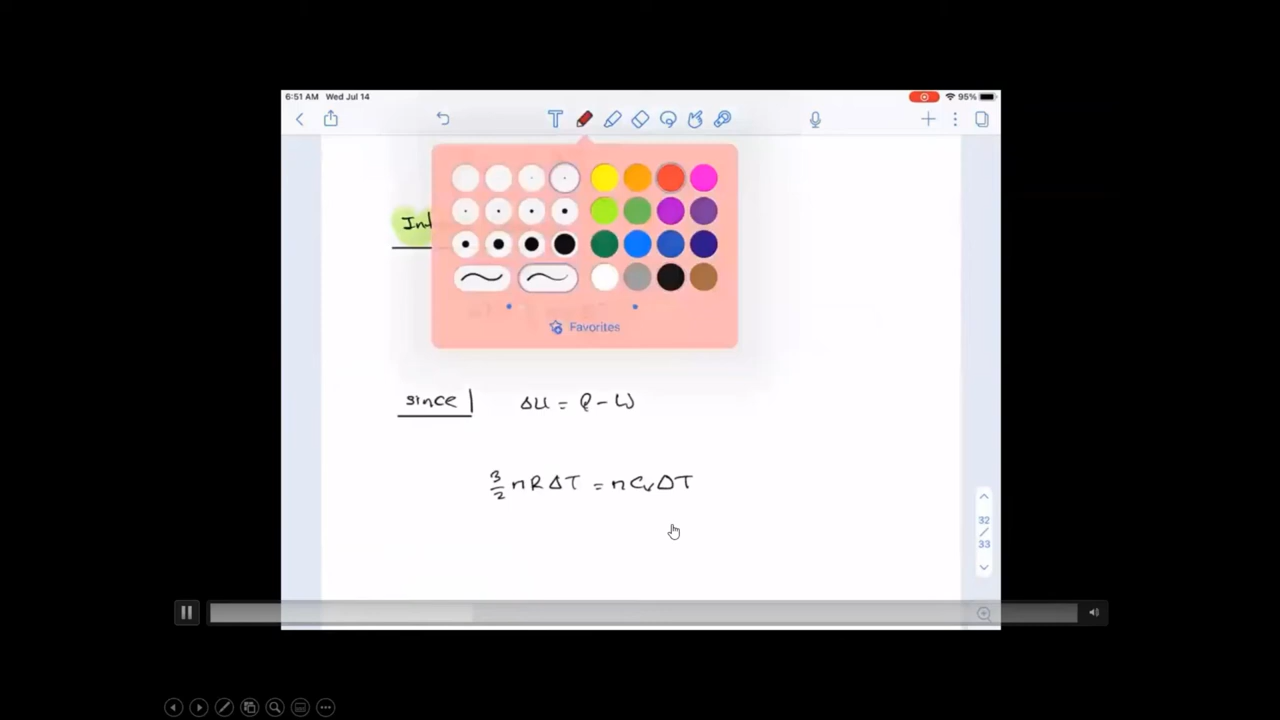 6:51 AM Wed Jul 14
95%
T
Favorites
since
ΔU = Q - W
3/2 nRΔT = nCvΔT
32
/
33